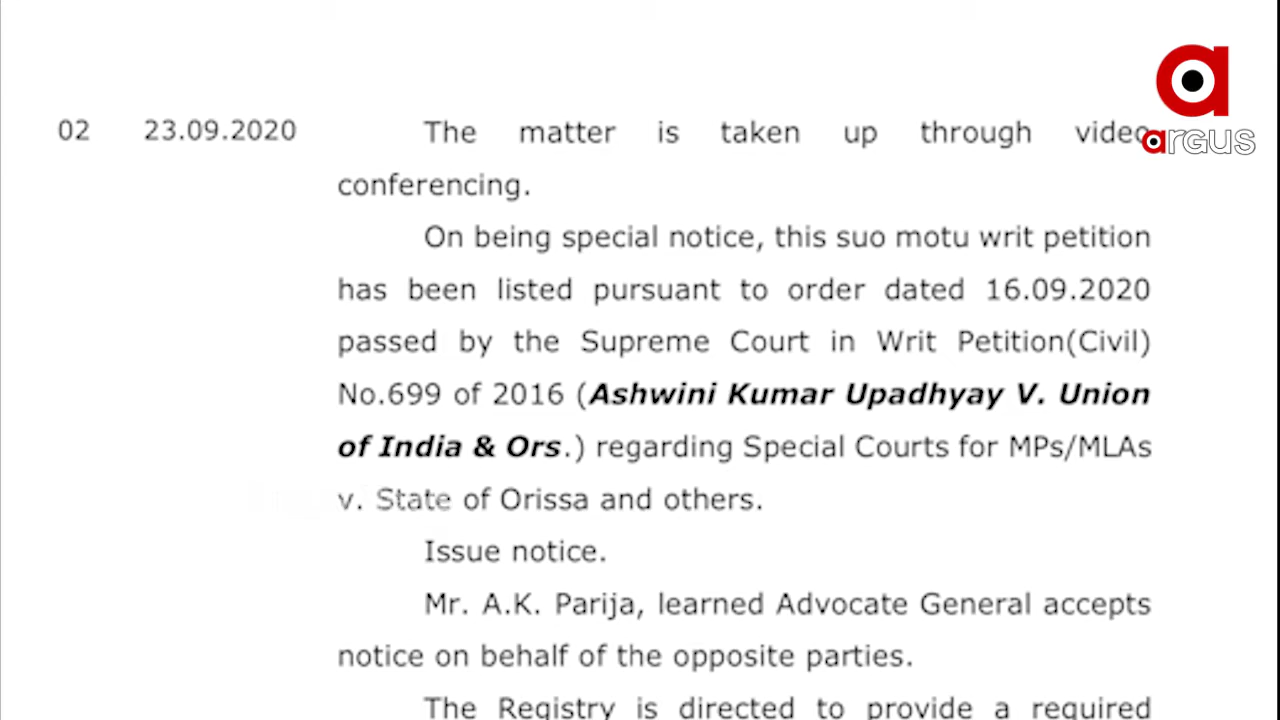 02 23.09.2020 The matter is taken up through video
conferencing.
On being special notice, this suo motu writ petition
has been listed pursuant to order dated 16.09.2020
passed by the Supreme Court in Writ Petition(Civil)
No.699 of 2016 (Ashwini Kumar Upadhyay V. Union
of India & Ors.) regarding Special Courts for MPs/MLAs
v. State of Orissa and others.
Issue notice.
Mr. A.K. Parija, learned Advocate General accepts
notice on behalf of the opposite parties.
The Registry is directed to provide a required
a
argus